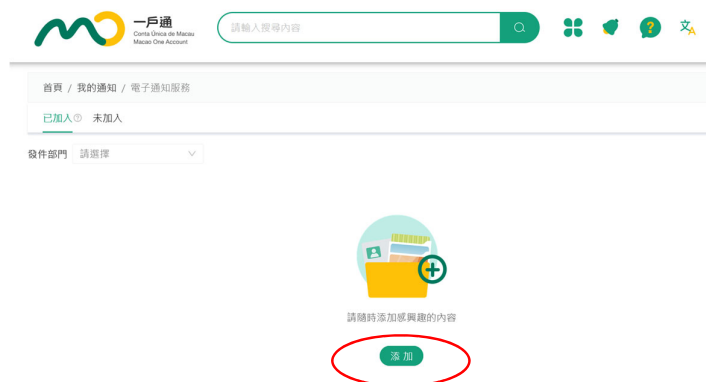 一戶通
Conta Única de Macau
Macao One Account
請輸入搜尋內容
?
文A
首頁 / 我的通知 / 電子通知服務
已加入? 未加入
發件部門 請選擇
請隨時添加感興趣的內容
添加